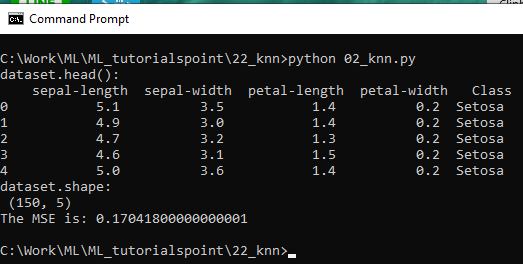 Command Prompt
C:\Work\ML\ML_tutorialspoint\22_knn>python 02_knn.py
dataset.head():
sepal-length sepal-width petal-length petal-width Class
0 5.1 3.5 1.4 0.2 Setosa
1 4.9 3.0 1.4 0.2 Setosa
2 4.7 3.2 1.3 0.2 Setosa
3 4.6 3.1 1.5 0.2 Setosa
4 5.0 3.6 1.4 0.2 Setosa
dataset.shape:
(150, 5)
The MSE is: 0.17041800000000001
C:\Work\ML\ML_tutorialspoint\22_knn>